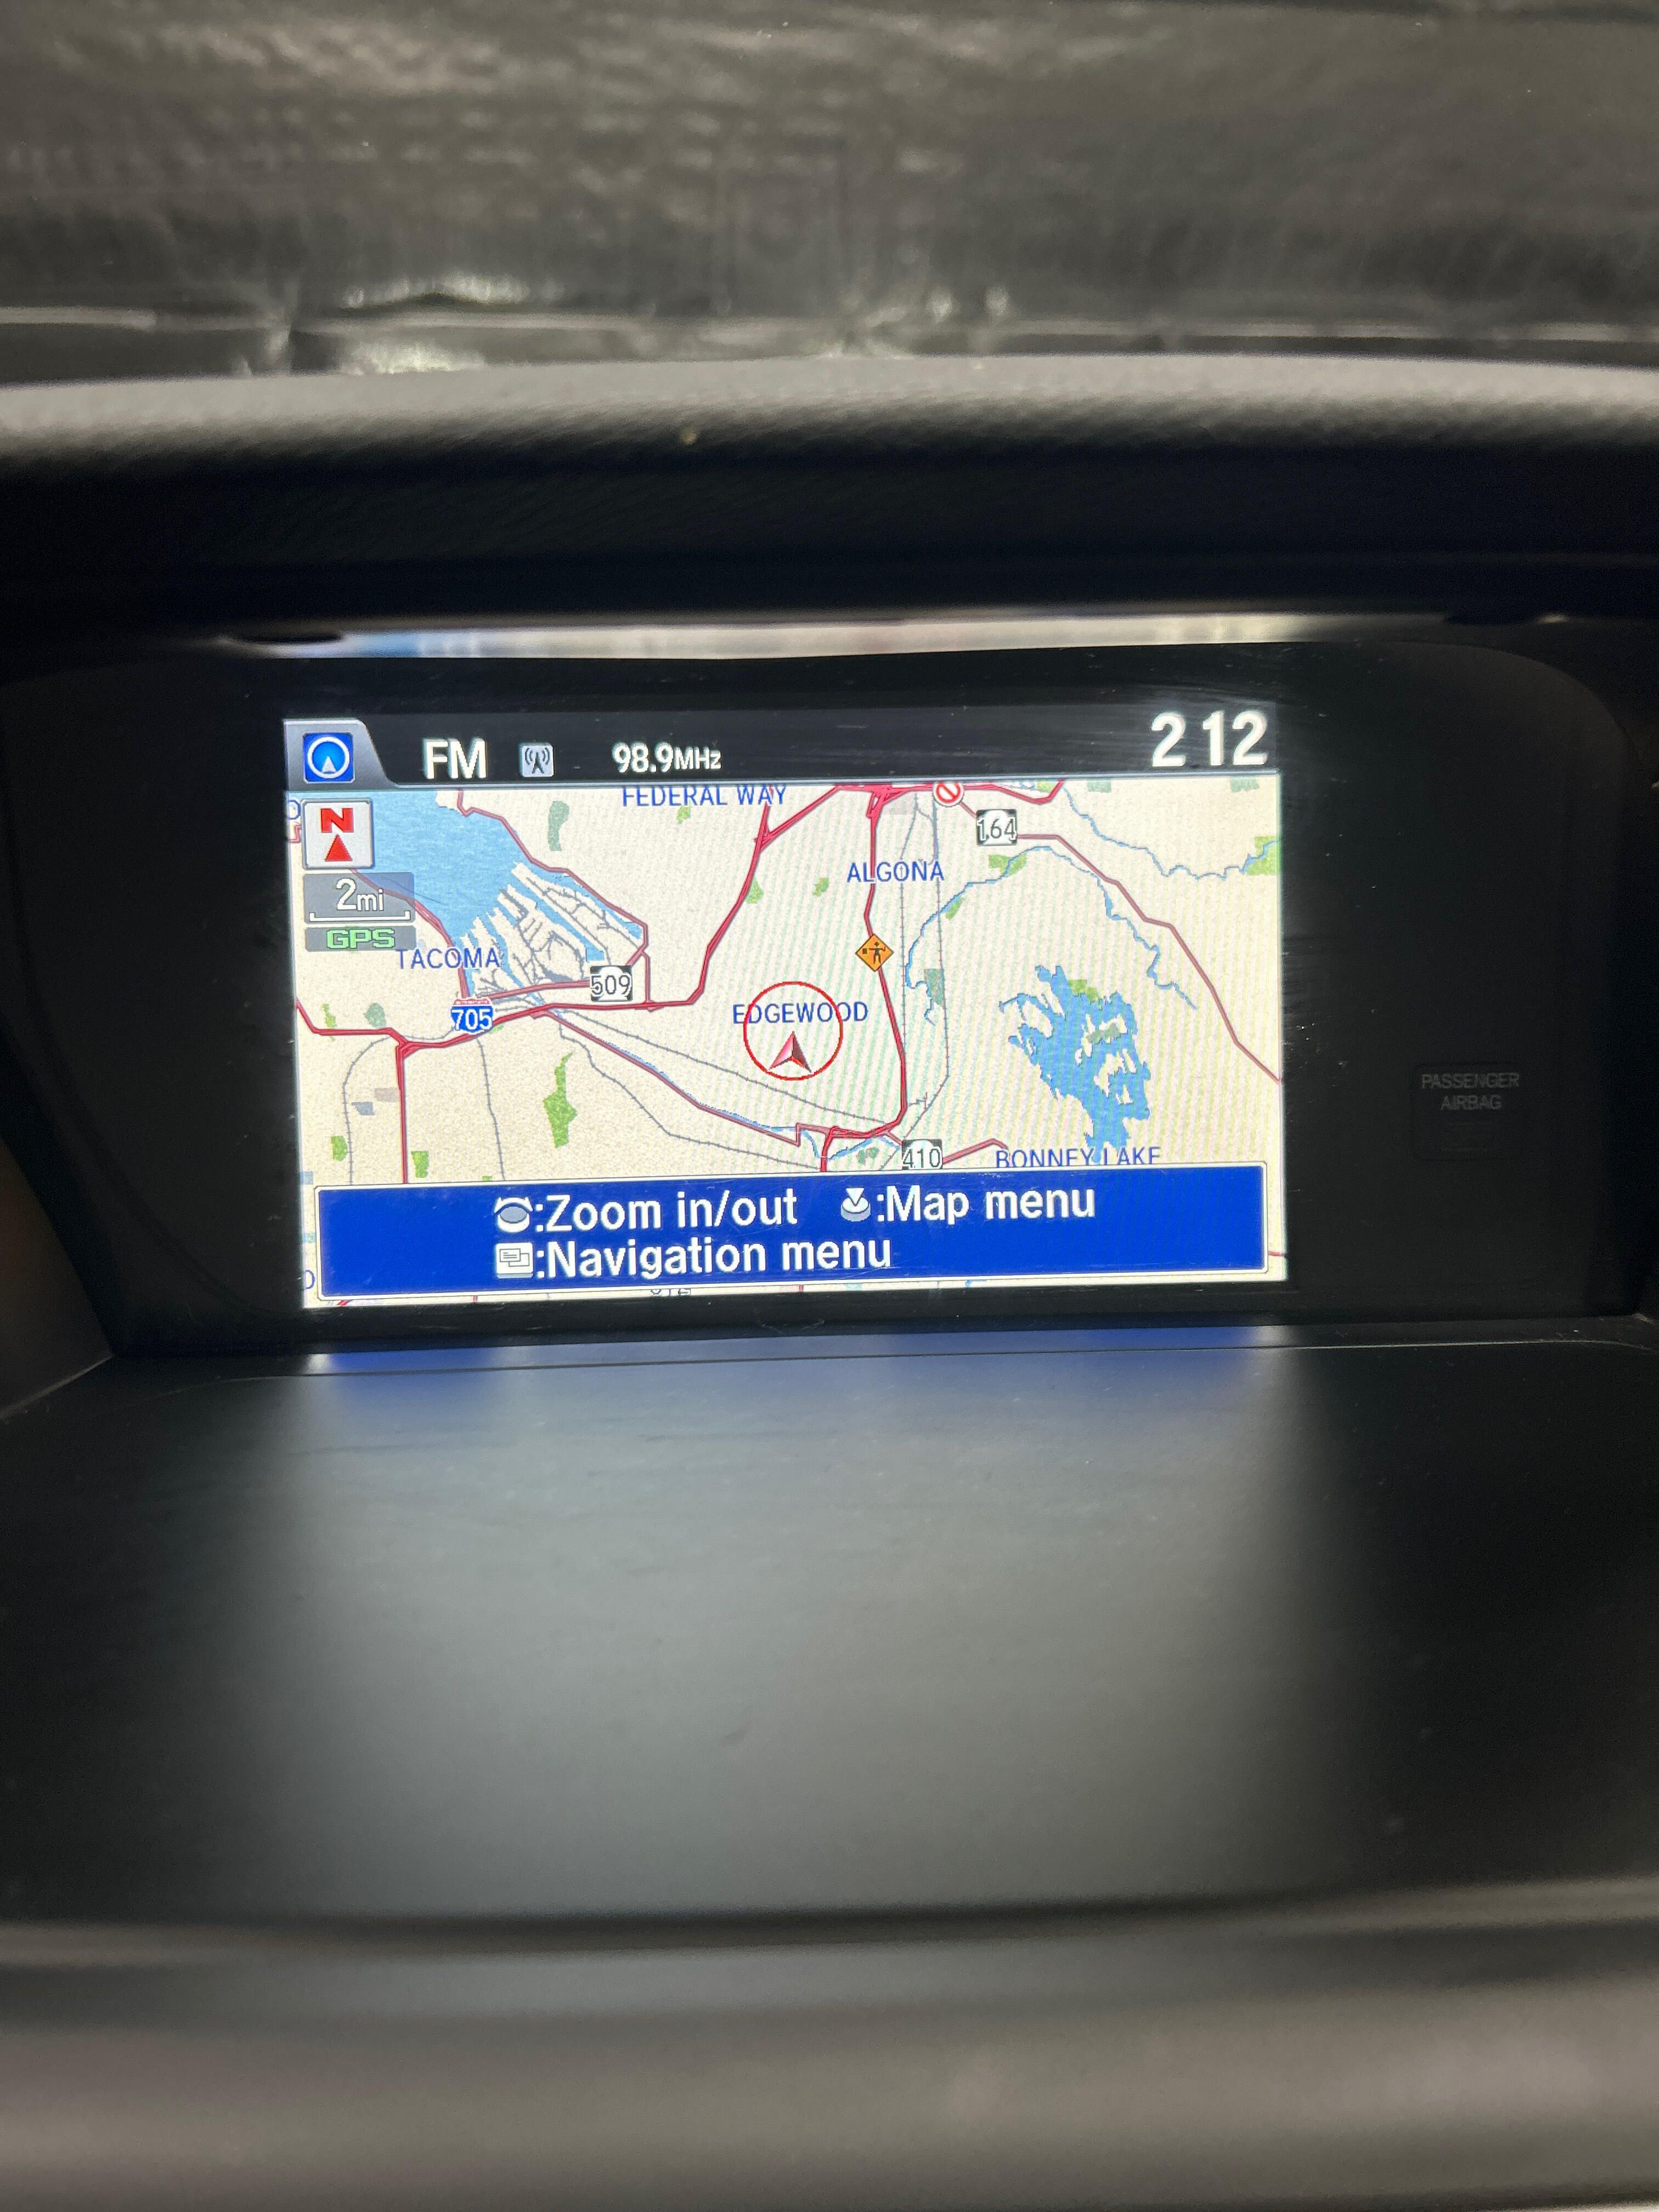 FM 98.9MHz 2 12
FEDERAL WAY
N
164
ALGONA
2mi
GPS
TACOMA
509
705
EDGEWOOD
PASSENGER
AIRBAG
410
BONNEY LAKE
:Zoom in/out :Map menu
:Navigation menu